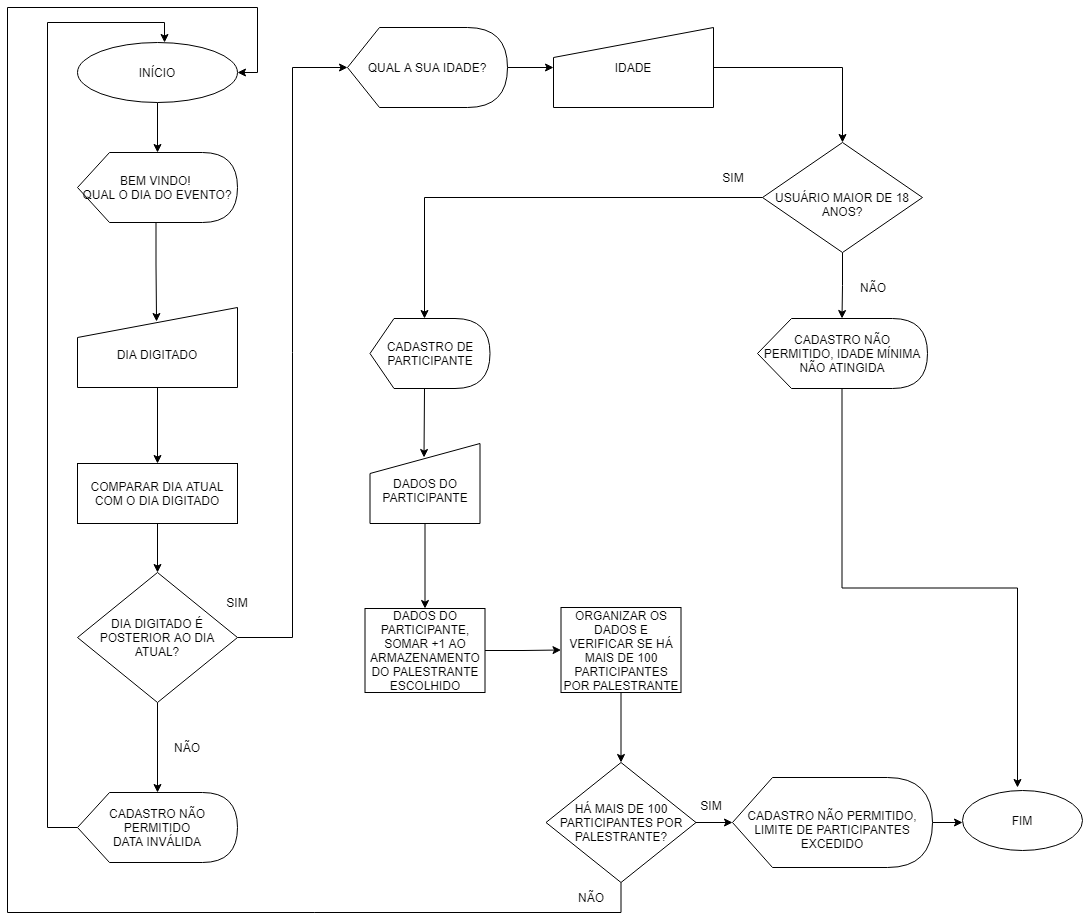 INÍCIO
BEM VINDO!
QUAL O DIA DO EVENTO?
DIA DIGITADO
COMPARAR DIA ATUAL
COM O DIA DIGITADO
DIA DIGITADO É
POSTERIOR AO DIA
ATUAL?
SIM
NÃO
CADASTRO NÃO
PERMITIDO
DATA INVÁLIDA
QUAL A SUA IDADE?
IDADE
USUÁRIO MAIOR DE 18
ANOS?
SIM
NÃO
CADASTRO NÃO
PERMITIDO, IDADE MÍNIMA
NÃO ATINGIDA
CADASTRO DE
PARTICIPANTE
DADOS DO
PARTICIPANTE
DADOS DO
PARTICIPANTE,
SOMAR +1 AO
ARMAZENAMENTO
DO PALESTRANTE
ESCOLHIDO
ORGANIZAR OS
DADOS E
VERIFICAR SE HÁ
MAIS DE 100
PARTICIPANTES
POR PALESTRANTE
HÁ MAIS DE 100
PARTICIPANTES POR
PALESTRANTE?
SIM
NÃO
CADASTRO NÃO PERMITIDO,
LIMITE DE PARTICIPANTES
EXCEDIDO
FIM